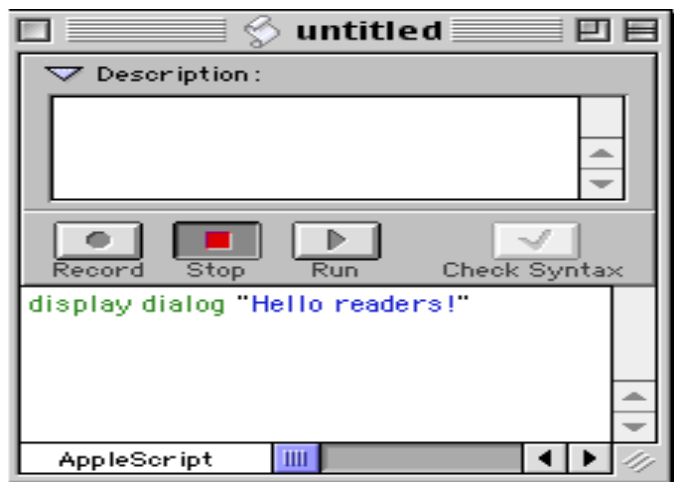 untitled
Description:
Record Stop Run Check Syntax
display dialog "Hello readers!"
AppleScript